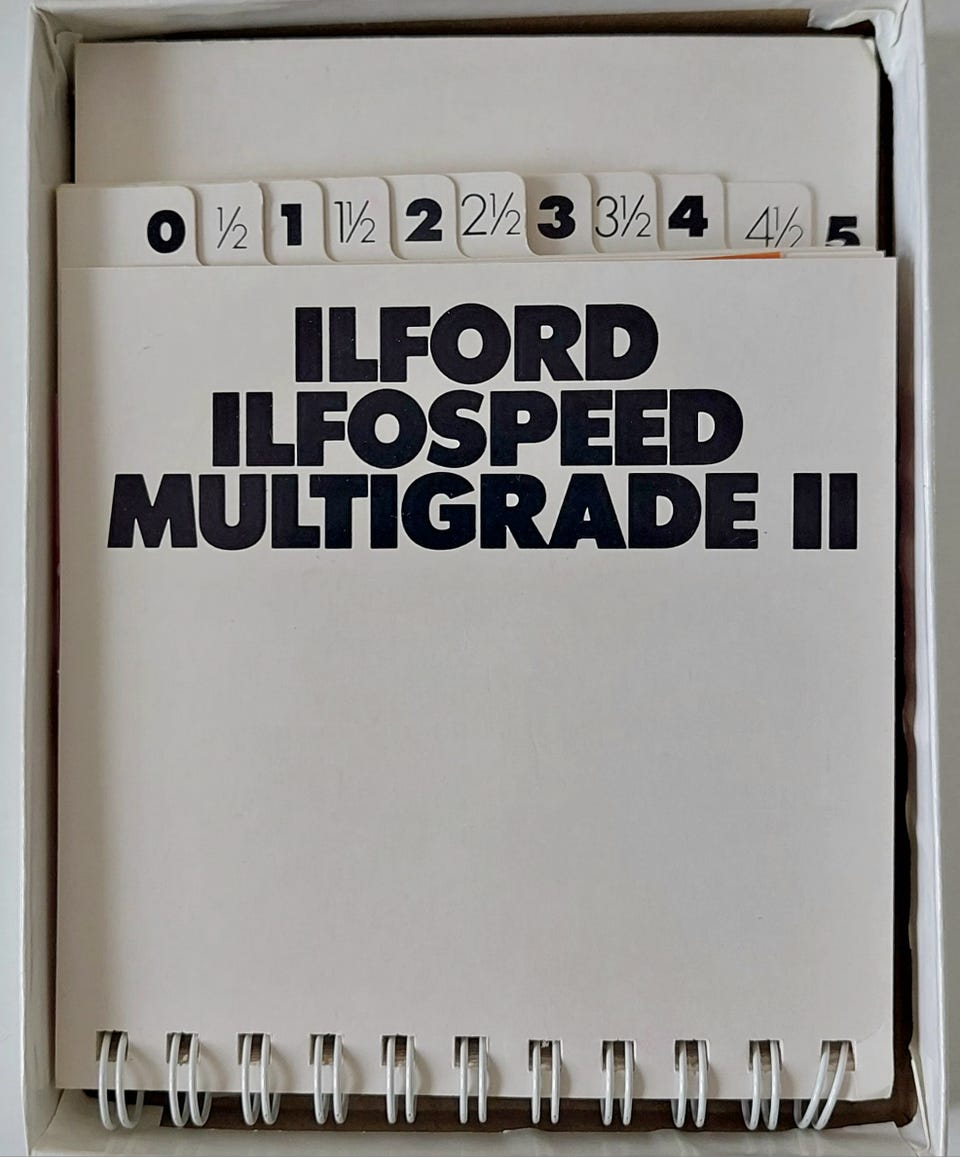 0 ½ 1 1½ 2 2½ 3 3½ 4 4½ 5
ILFORD
ILFOSPEED
MULTIGRADE II